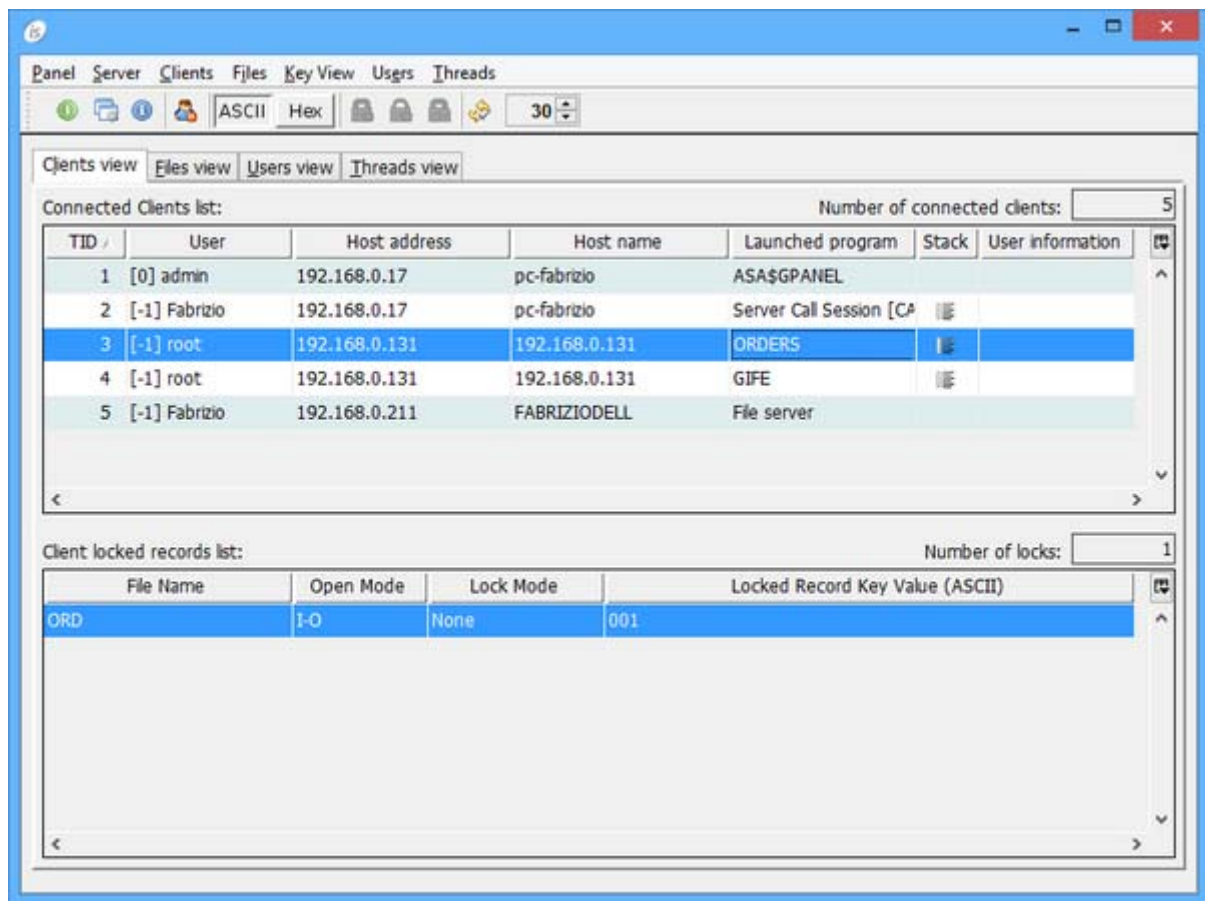 is
Panel Server Clients Files Key View Users Threads
ASCII Hex 30
Clients view Files view Users view Threads view
Connected Clients list: Number of connected clients: 5
TID User Host address Host name Launched program Stack User information
1 [0] admin 192.168.0.17 pc-fabrizio ASA$GPANEL
2 [-1] Fabrizio 192.168.0.17 pc-fabrizio Server Call Session [CA
3 [-1] root 192.168.0.131 192.168.0.131 ORDERS
4 [-1] root 192.168.0.131 192.168.0.131 GIFE
5 [-1] Fabrizio 192.168.0.211 FABRIZIODELL File server
Client locked records list: Number of locks: 1
File Name Open Mode Lock Mode Locked Record Key Value (ASCII)
ORD I-O None 001